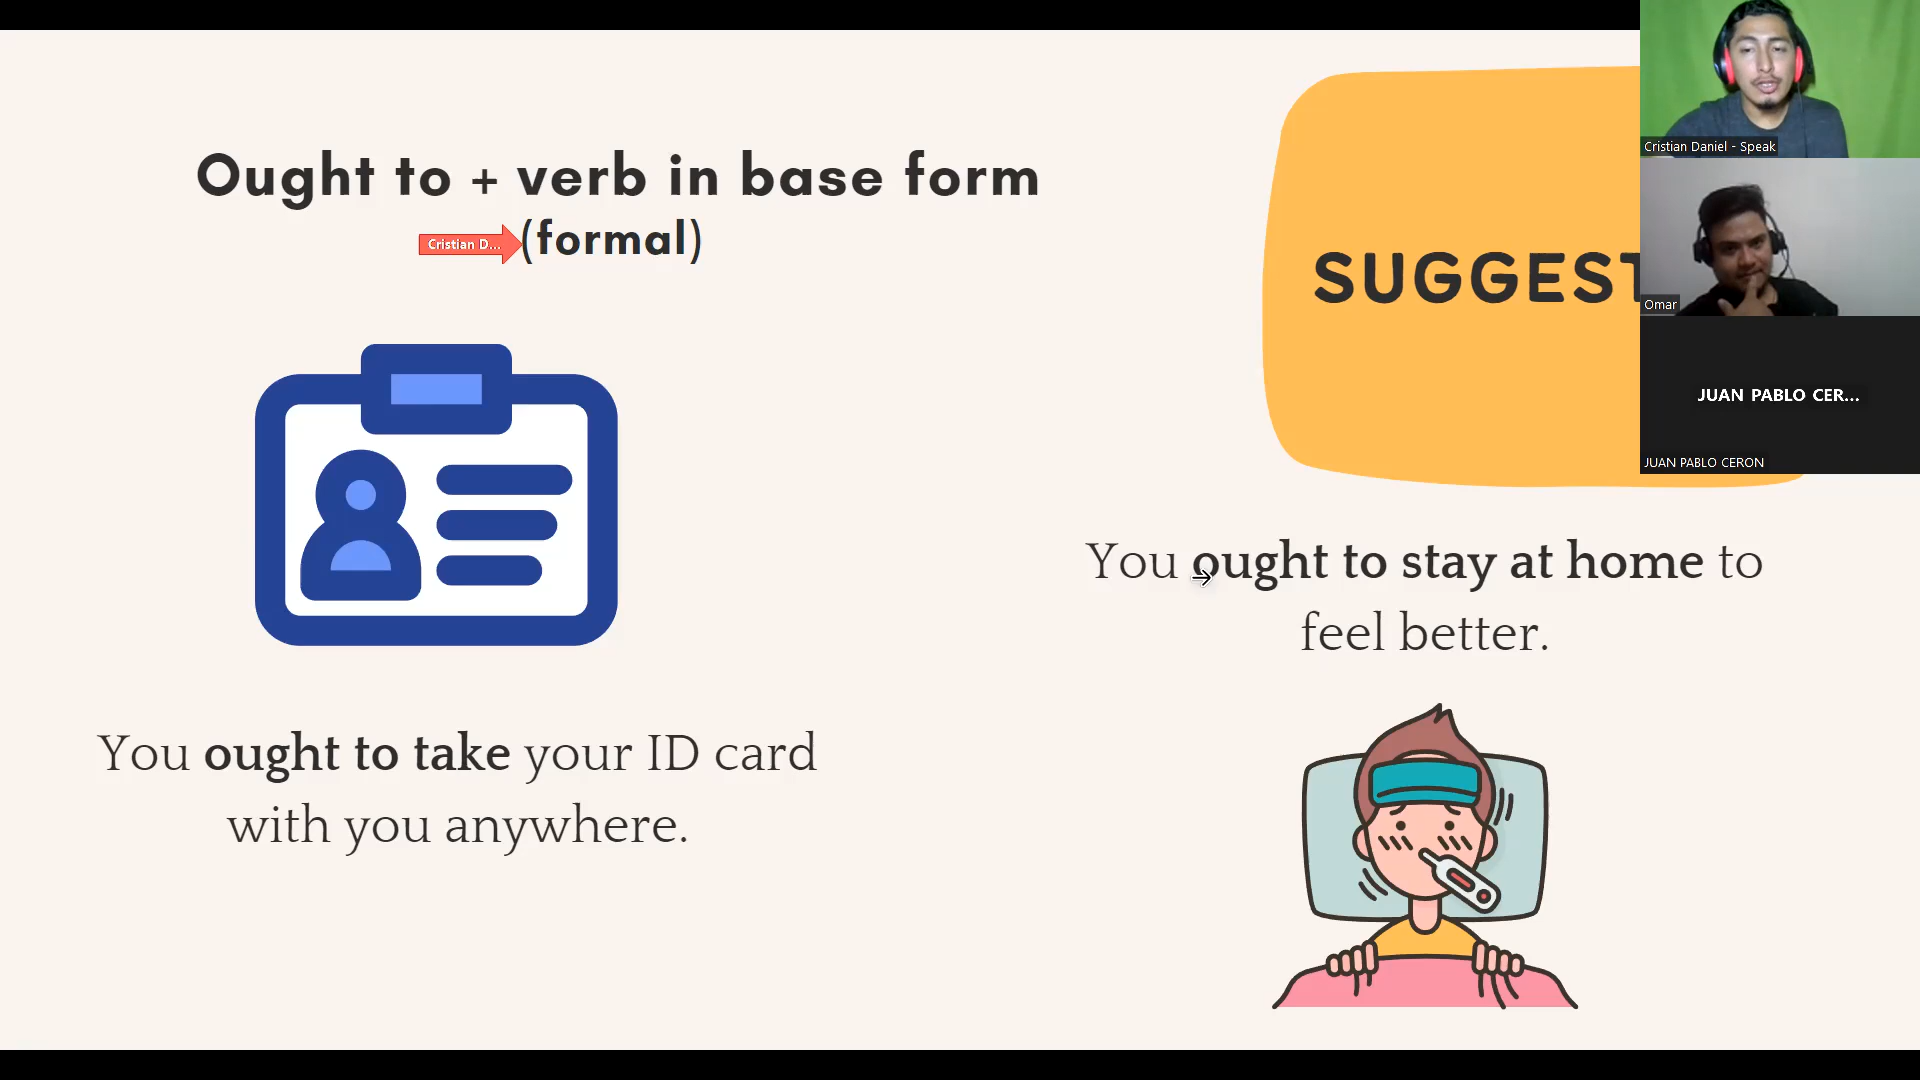 Ought to + verb in base form
Cristian D...
(formal)
SUGGEST
Cristian Daniel - Speak
Omar
JUAN PABLO CER...
JUAN PABLO CERON
You ought to stay at home to
feel better.
You ought to take your ID card
with you anywhere.